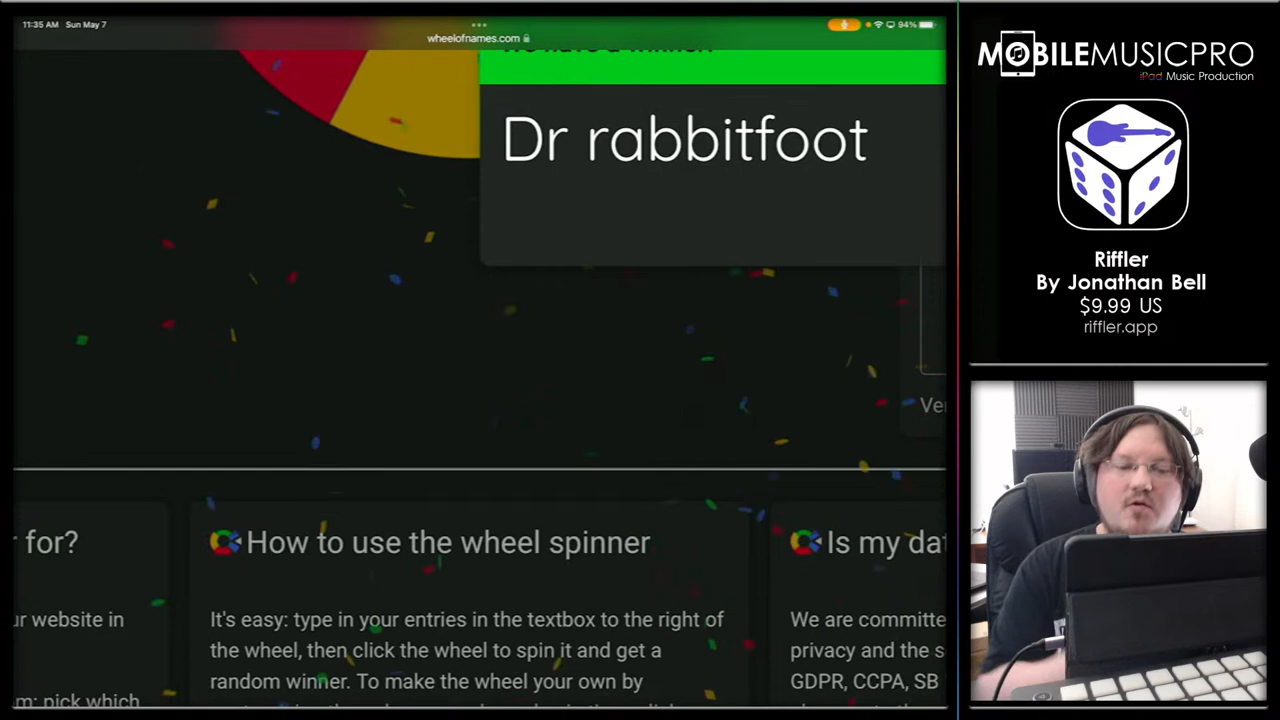 11:35 AM Sun May 7
94%
wheelofnames.com
We have a winner!
Dr rabbitfoot
Ve
r for?
ur website in
m: pick which
How to use the wheel spinner
It's easy: type in your entries in the textbox to the right of
the wheel, then click the wheel to spin it and get a
random winner. To make the wheel your own by
Is my dat
We are committe
privacy and the s
GDPR, CCPA, SB
MOBILEMUSICPRO
iPad Music Production
Riffler
By Jonathan Bell
$9.99 US
riffler.app